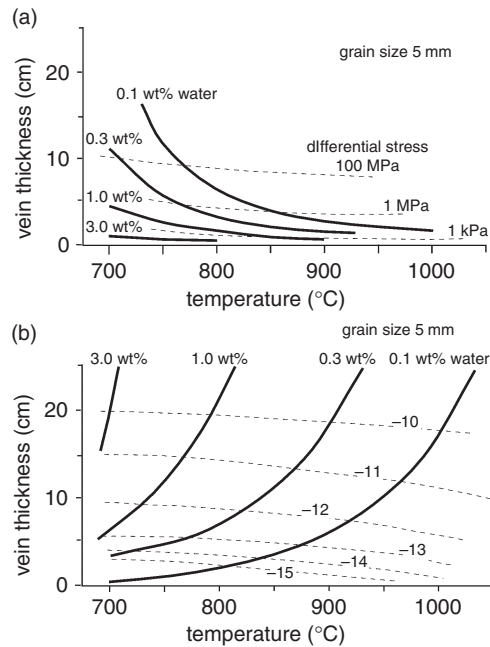 (a)
grain size 5 mm
20
0.1 wt% water
0.3 wt%
dIfferential stress
100 MPa
10
1.0 wt%
1 MPa
3.0 wt%
1 kPa
0
700 800 900 1000
vein thickness (cm)
temperature (°C)
(b)
grain size 5 mm
3.0 wt% 1.0 wt% 0.3 wt% 0.1 wt% water
20
–10
–11
10
–12
–13
–14
–15
0
700 800 900 1000
vein thickness (cm)
temperature (°C)